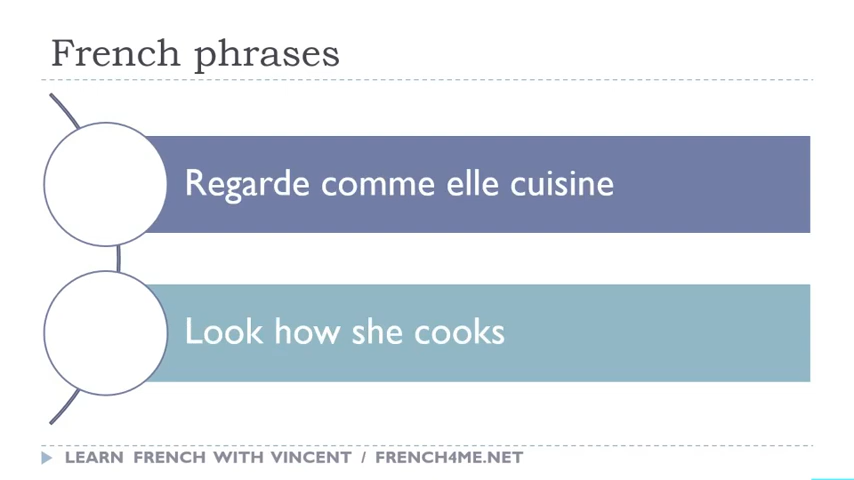 French phrases
Regarde comme elle cuisine
Look how she cooks
LEARN FRENCH WITH VINCENT / FRENCH4ME.NET